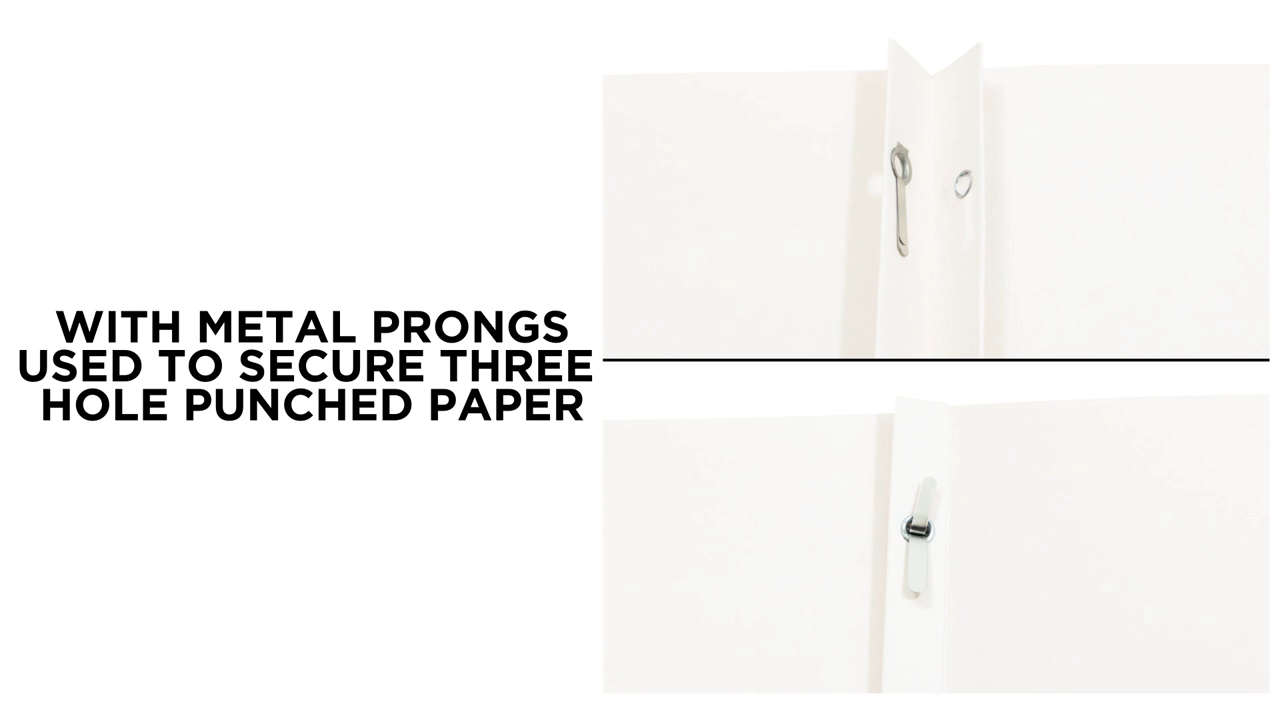 WITH METAL PRONGS
USED TO SECURE THREE
HOLE PUNCHED PAPER